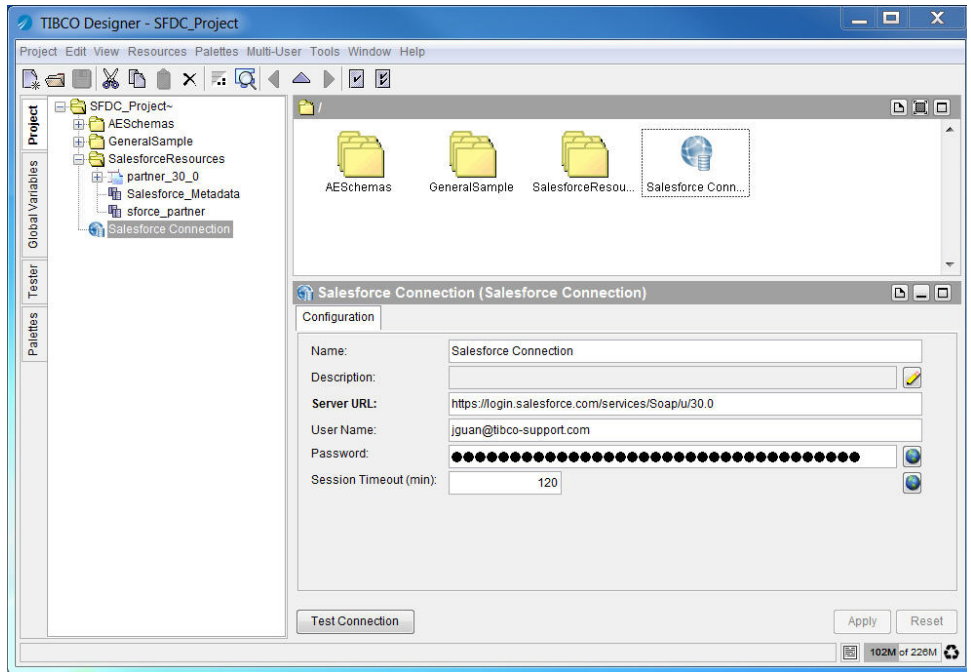 TIBCO Designer - SFDC_Project
Project Edit View Resources Palettes Multi-User Tools Window Help
Project
Global Variables
Tester
Palettes
SFDC_Project~
AESchemas
GeneralSample
SalesforceResources
partner_30_0
Salesforce_Metadata
sforce_partner
Salesforce Connection
/
AESchemas GeneralSample SalesforceResou... Salesforce Conn...
Salesforce Connection (Salesforce Connection)
Configuration
Name: Salesforce Connection
Description:
Server URL: https://login.salesforce.com/services/Soap/u/30.0
User Name: jguan@tibco-support.com
Password: ●●●●●●●●●●●●●●●●●●●●●●●●●●●●●●●●●●●
Session Timeout (min): 120
Test Connection Apply Reset
102M of 226M